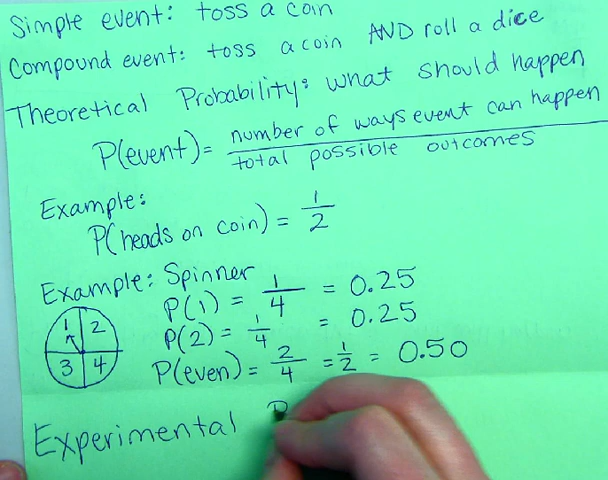 Simple event: toss a coin
Compound event: toss a coin AND roll a dice
Theoretical Probability: what should happen
P(event) = number of ways event can happen / total possible outcomes
Example:
P(heads on coin) = 1/2
Example: Spinner
P(1) = 1/4 = 0.25
P(2) = 1/4 = 0.25
1 2
3 4
P(even) = 2/4 = 1/2 = 0.50
Experimental P